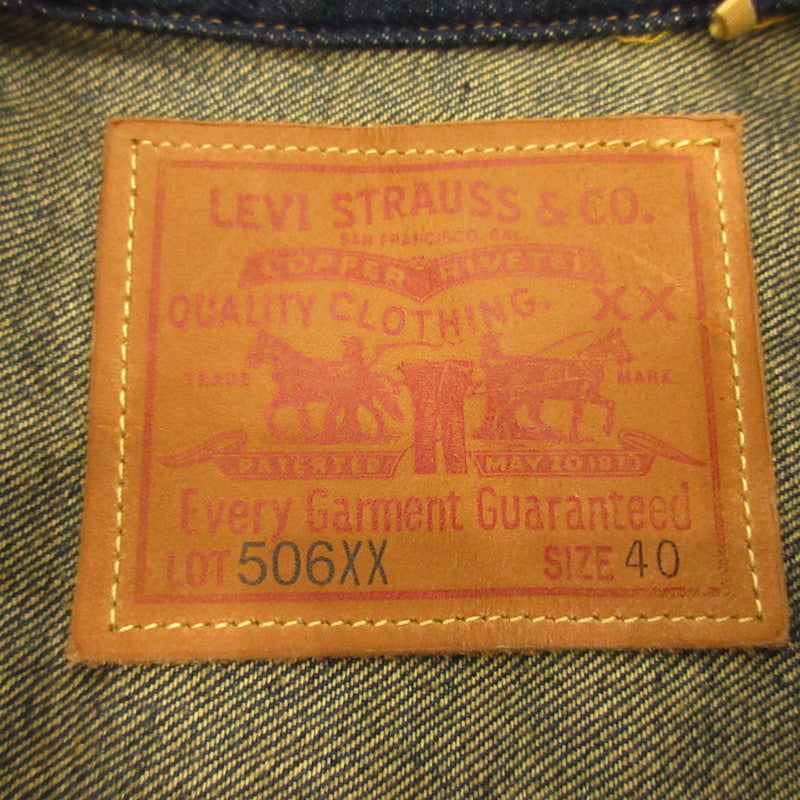 LEVI STRAUSS & CO.
SAN FRANCISCO, CAL.
COPPER RIVETED
QUALITY CLOTHING. XX
TRADE MARK
PATENTED MAY 20 1873
Every Garment Guaranteed
LOT 506XX SIZE 40